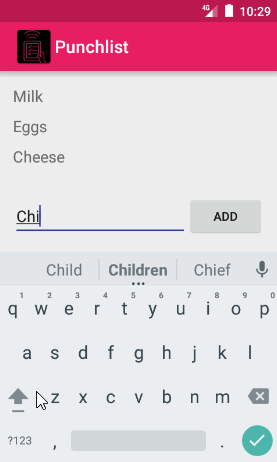 4G 10:29
Punchlist
Milk
Eggs
Cheese
Chi ADD
Child Children Chief
1 2 3 4 5 6 7 8 9 0
q w e r t y u i o p
a s d f g h j k l
z x c v b n m
?123 , .